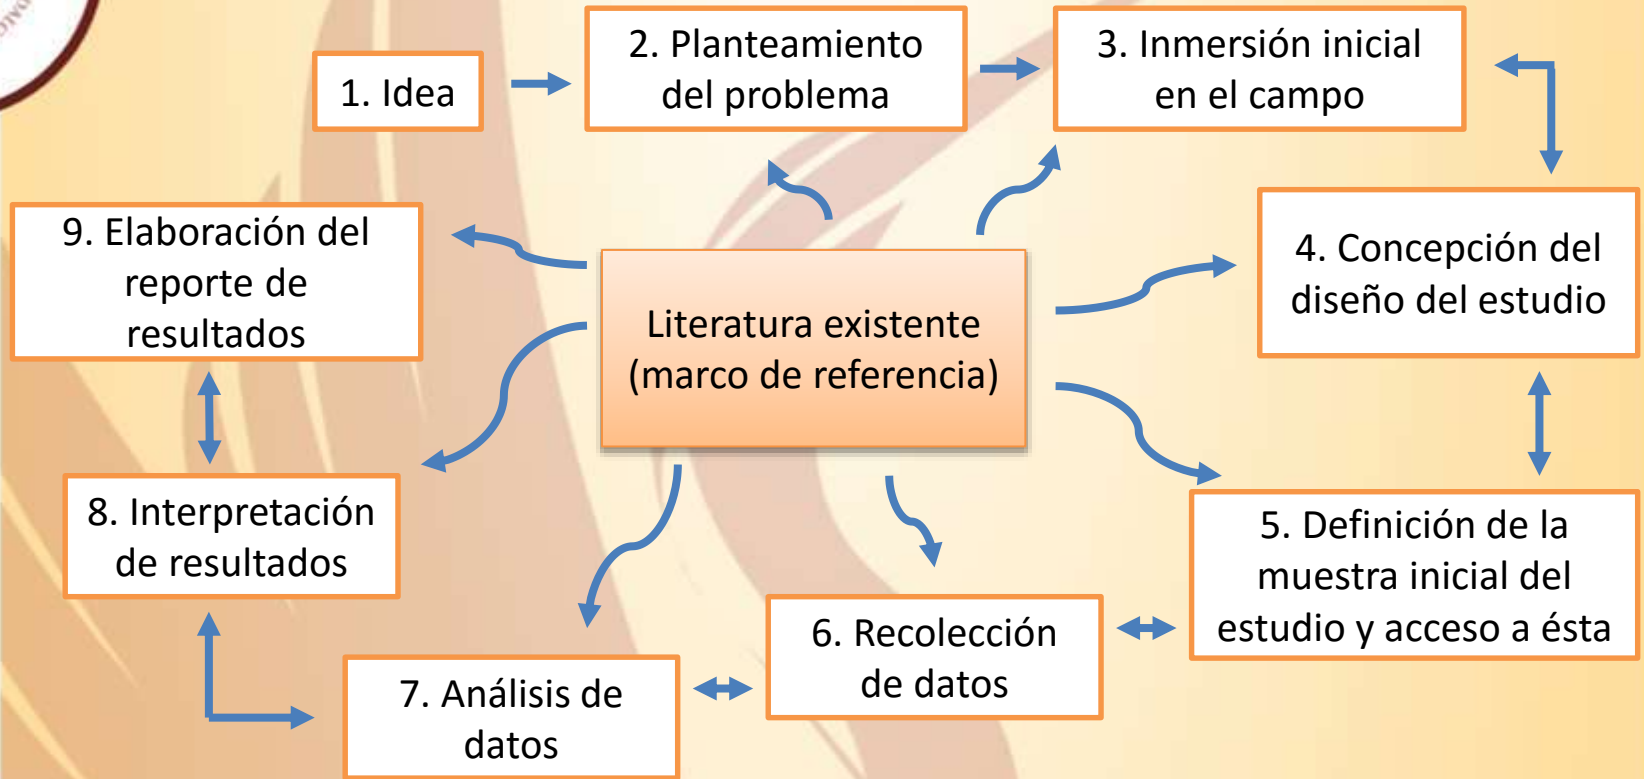 1. Idea
2. Planteamiento
del problema
3. Inmersión inicial
en el campo
4. Concepción del
diseño del estudio
5. Definición de la
muestra inicial del
estudio y acceso a ésta
6. Recolección
de datos
7. Análisis de
datos
8. Interpretación
de resultados
9. Elaboración del
reporte de
resultados
Literatura existente
(marco de referencia)